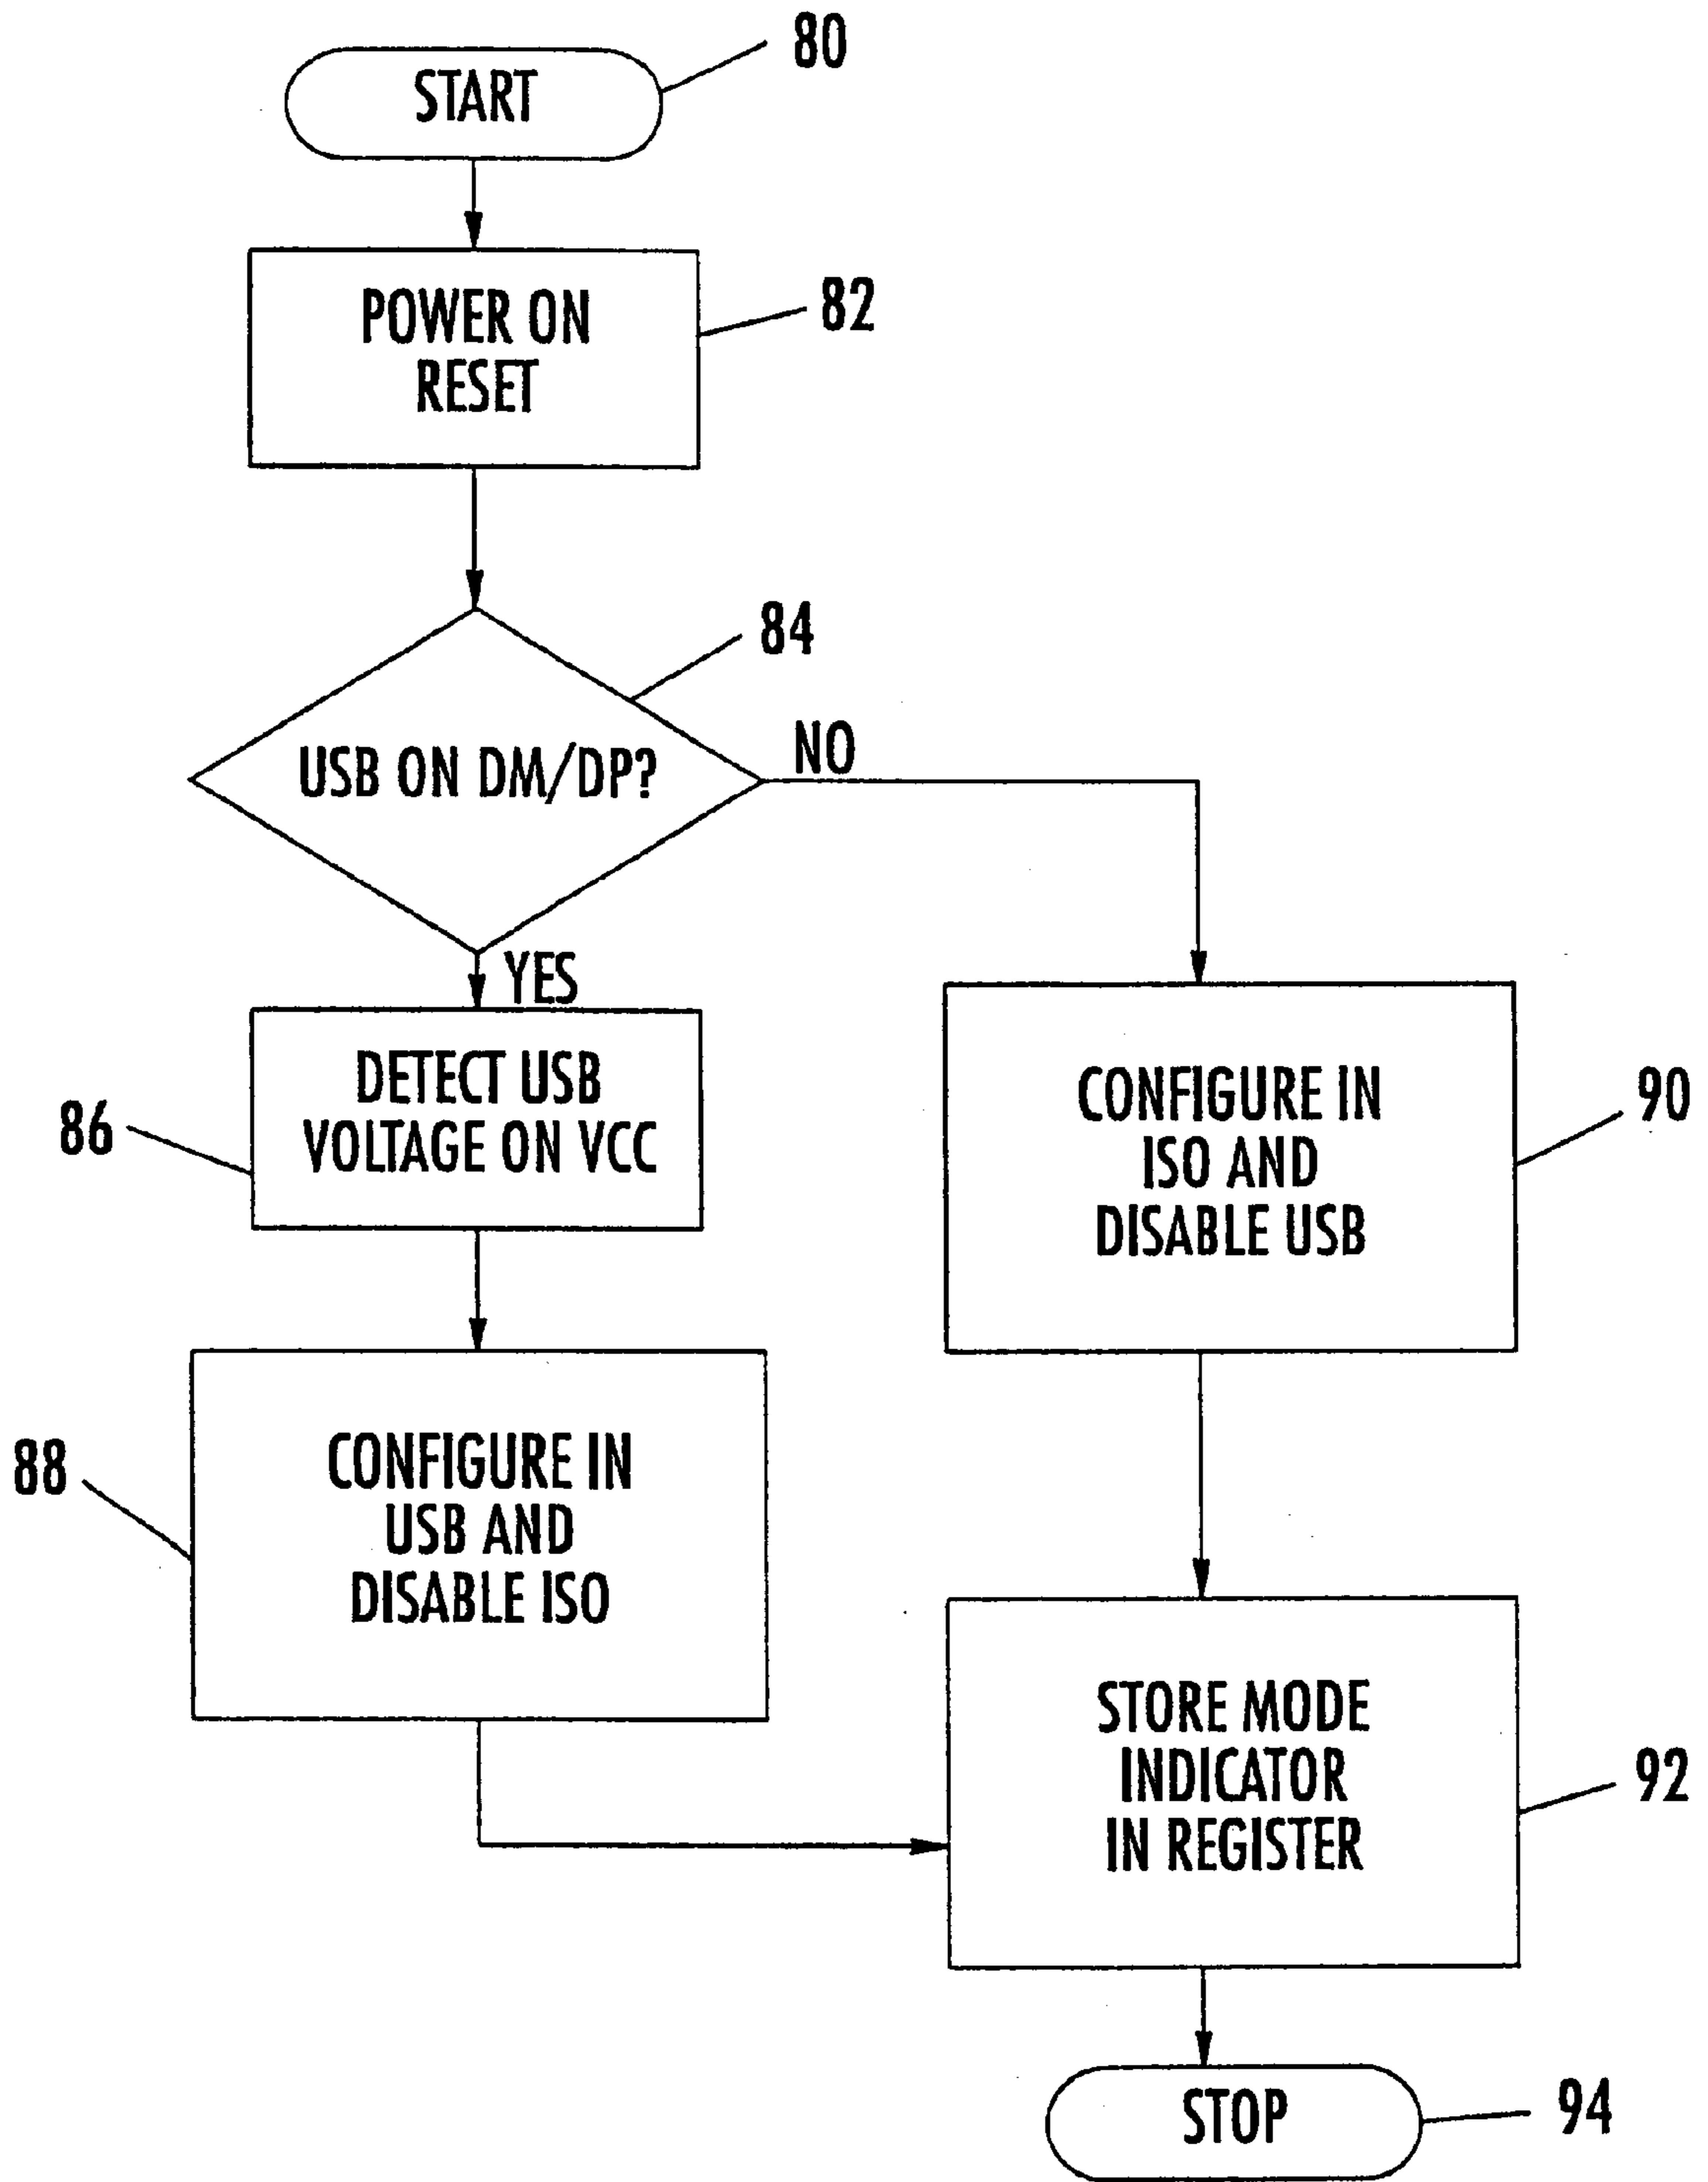 START
80
POWER ON
RESET
82
USB ON DM/DP?
84
NO
YES
DETECT USB
VOLTAGE ON VCC
86
CONFIGURE IN
ISO AND
DISABLE USB
90
CONFIGURE IN
USB AND
DISABLE ISO
88
STORE MODE
INDICATOR
IN REGISTER
92
STOP
94